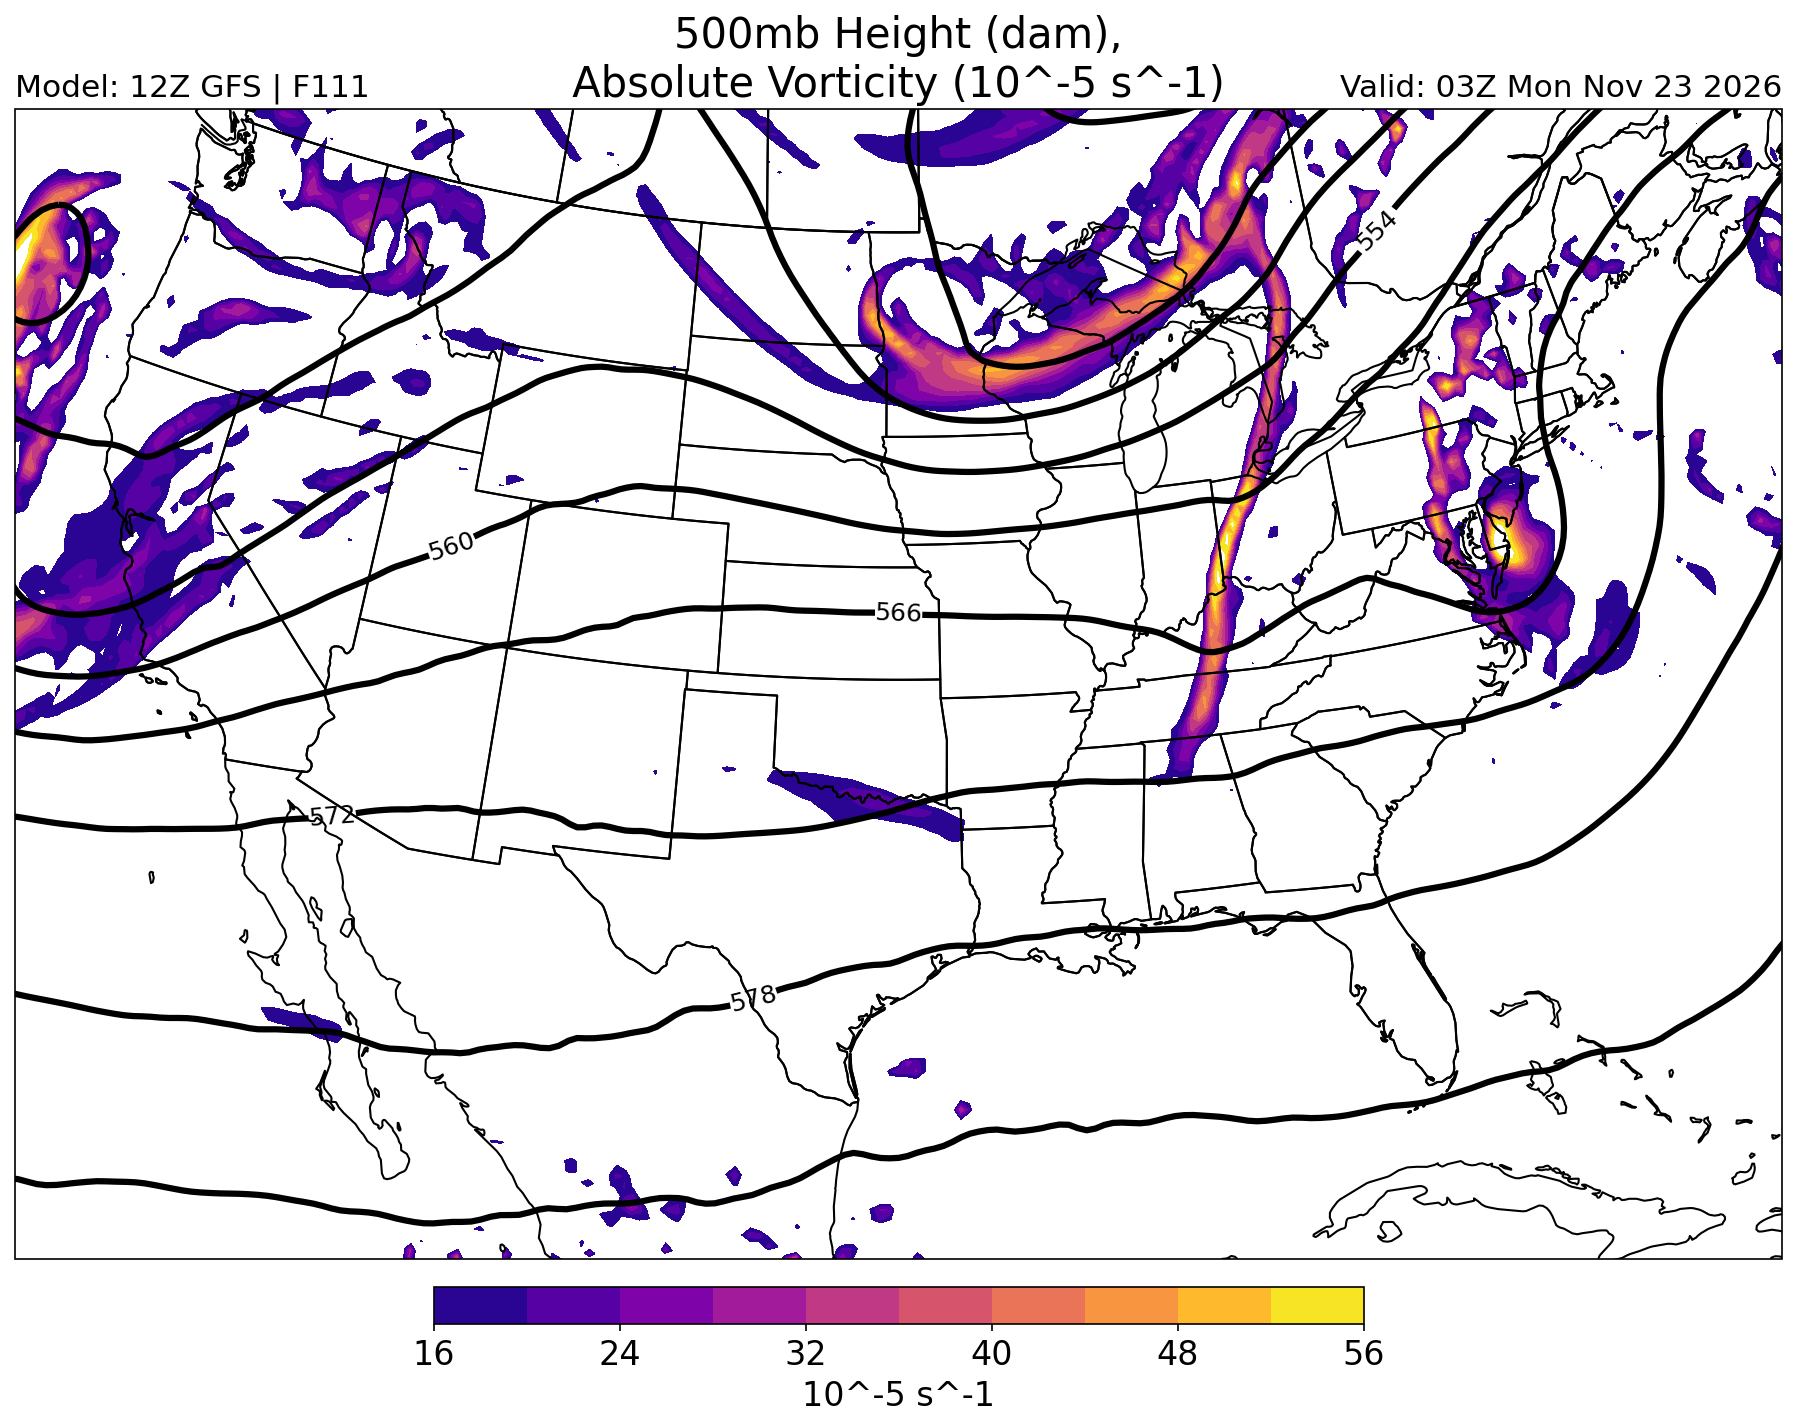 500mb Height (dam),
Absolute Vorticity (10^-5 s^-1)
Model: 12Z GFS | F111
Valid: 03Z Mon Nov 23 2026
554
560
566
572
578
16 24 32 40 48 56
10^-5 s^-1